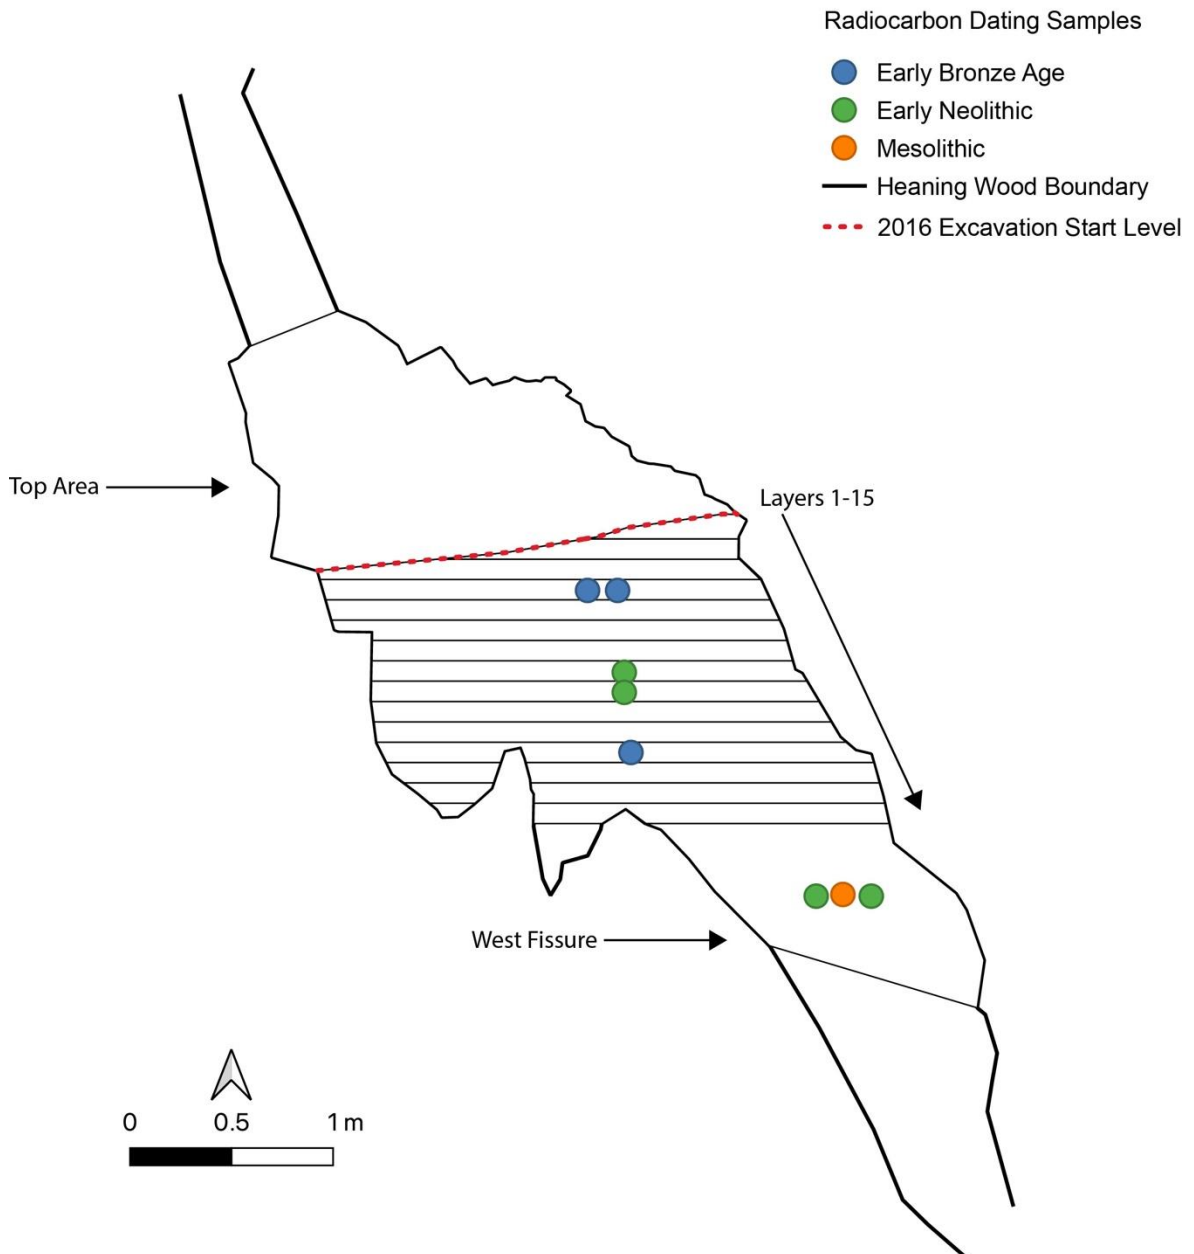 Radiocarbon Dating Samples
Early Bronze Age
Early Neolithic
Mesolithic
Heaning Wood Boundary
2016 Excavation Start Level
Top Area
Layers 1-15
West Fissure
0 0.5 1 m